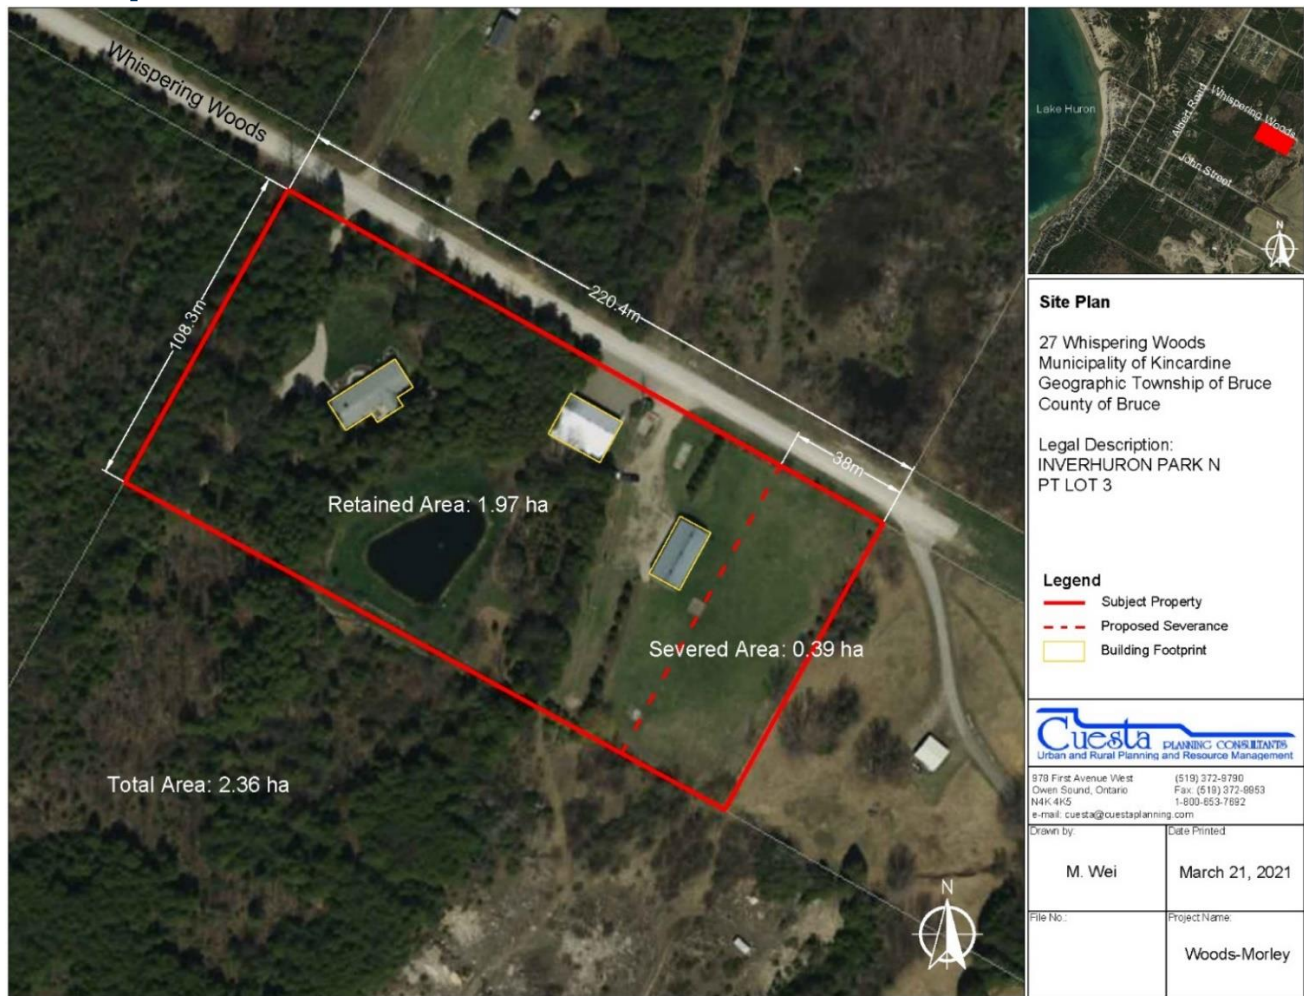 Whispering Woods
108.3m
220.4m
38m
Retained Area: 1.97 ha
Severed Area: 0.39 ha
Total Area: 2.36 ha
N
Lake Huron
Albert Road
Whispering Woods
John Street
N
Site Plan
27 Whispering Woods
Municipality of Kincardine
Geographic Township of Bruce
County of Bruce
Legal Description:
INVERHURON PARK N
PT LOT 3
Legend
Subject Property
Proposed Severance
Building Footprint
Cuesta PLANNING CONSULTANTS
Urban and Rural Planning and Resource Management
978 First Avenue West
Owen Sound, Ontario
N4K 4K5
e-mail: cuesta@cuestaplanning.com
(519) 372-9790
Fax: (519) 372-9953
1-800-653-7692
Drawn by:
M. Wei
Date Printed:
March 21, 2021
File No.:
Project Name:
Woods-Morley